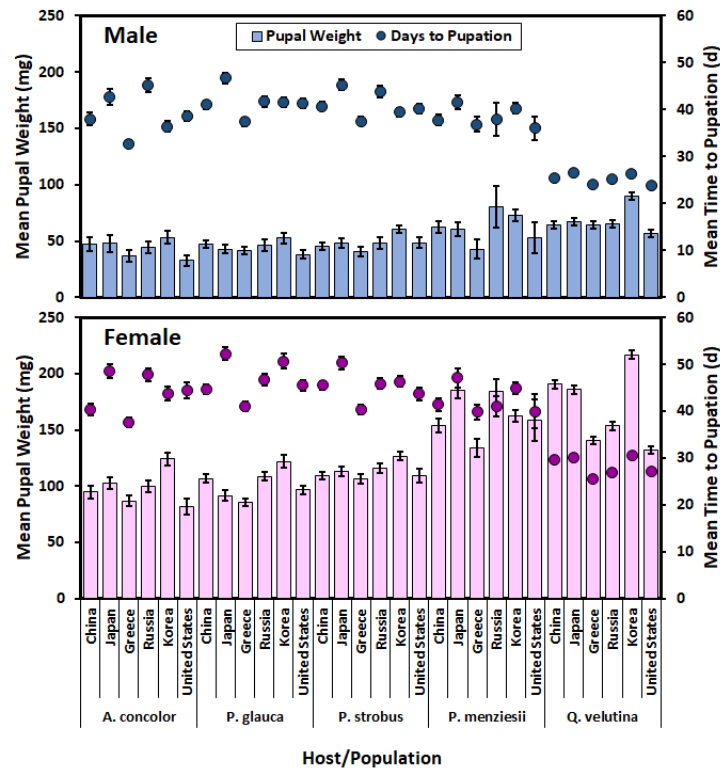 Male
Pupal Weight
Days to Pupation
Mean Pupal Weight (mg)
250
200
150
100
50
0
Mean Time to Pupation (d)
60
50
40
30
20
10
0
Female
Mean Pupal Weight (mg)
250
200
150
100
50
0
Mean Time to Pupation (d)
60
50
40
30
20
10
0
China
Japan
Greece
Russia
Korea
United States
China
Japan
Greece
Russia
Korea
United States
China
Japan
Greece
Russia
Korea
United States
China
Japan
Greece
Russia
Korea
United States
China
Japan
Greece
Russia
Korea
United States
A. concolor
P. glauca
P. strobus
P. menziesii
Q. velutina
Host/Population